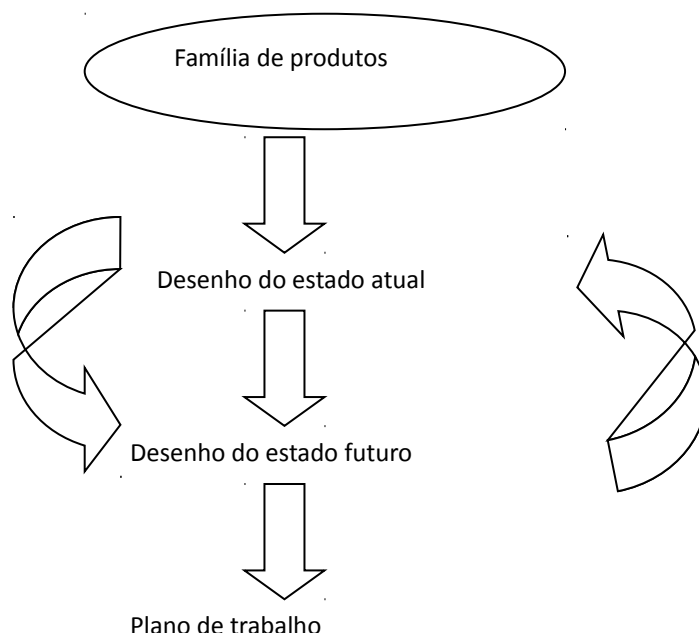 Família de produtos
Desenho do estado atual
Desenho do estado futuro
Plano de trabalho